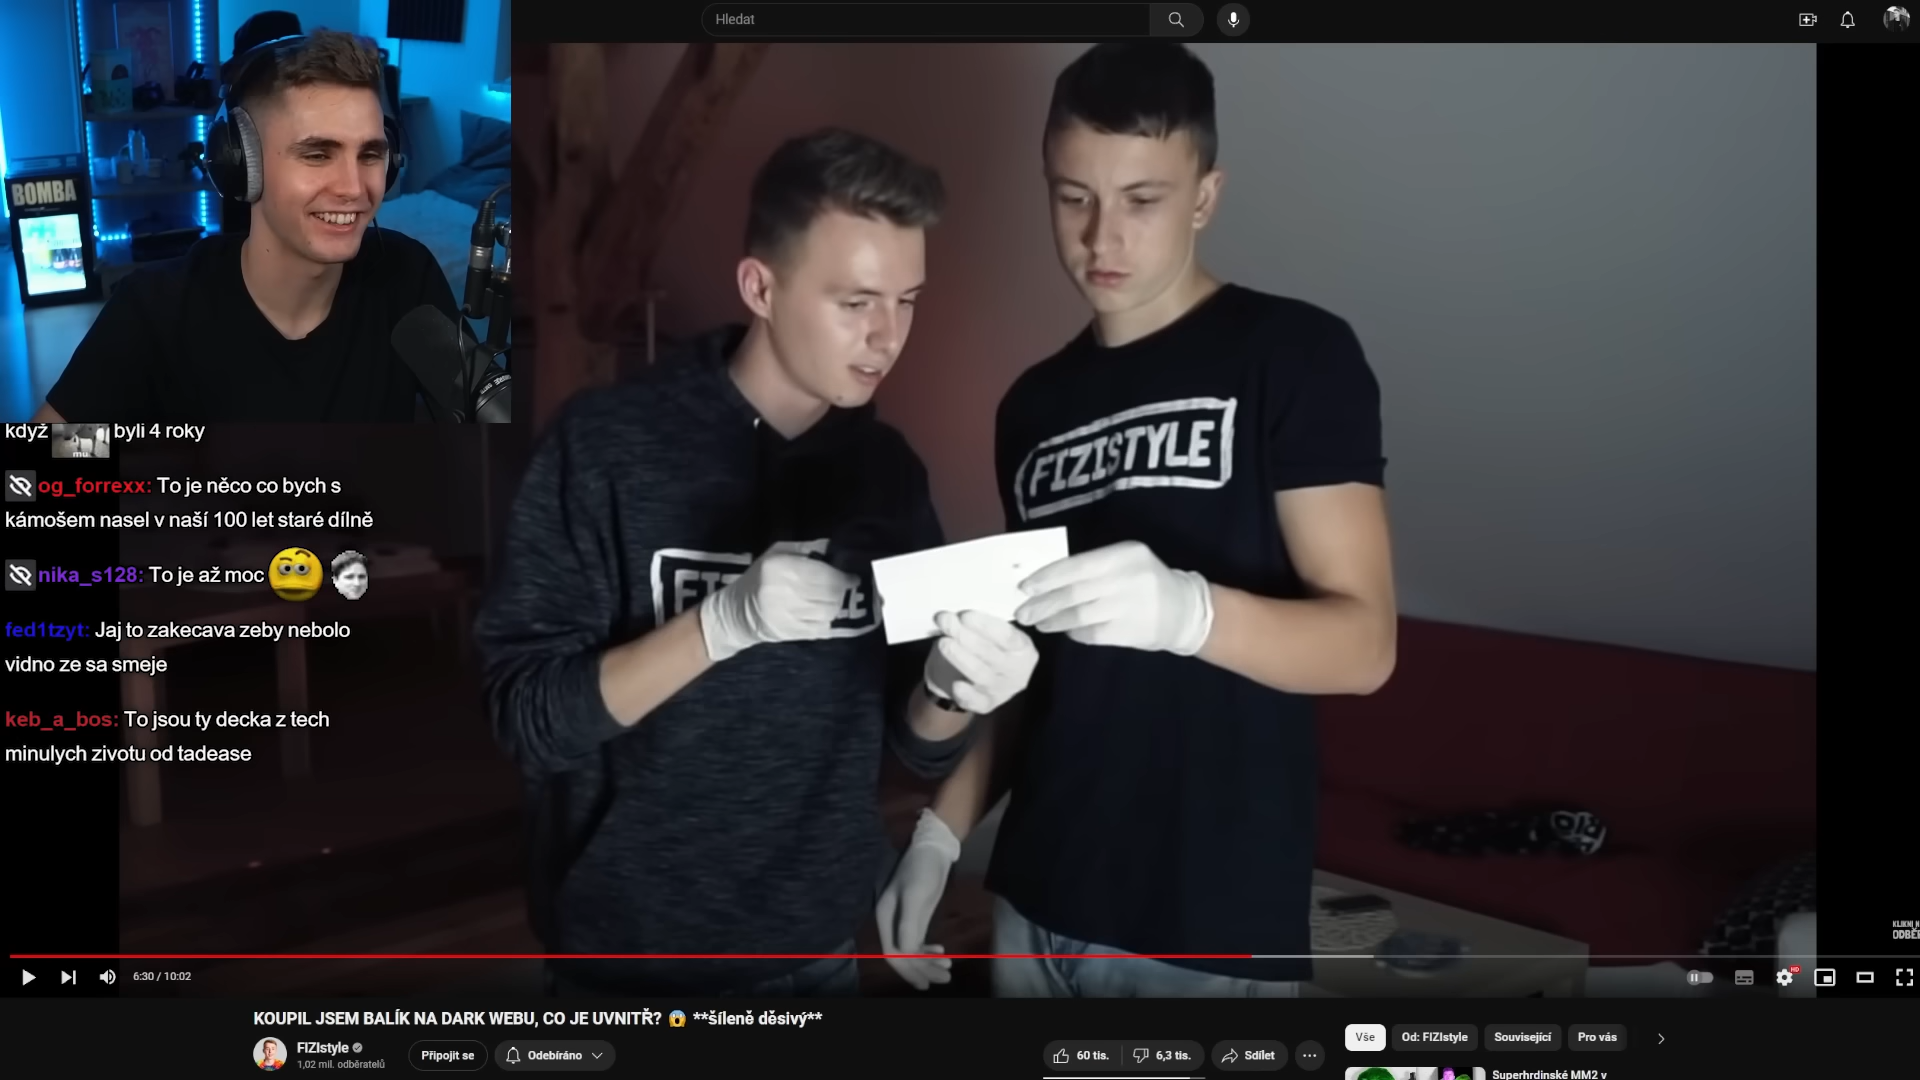 Hledat
BOMBA
FIZISTYLE
když byli 4 roky
og_forrexx: To je něco co bych s
kámošem nasel v naší 100 let staré dílně
nika_s128: To je až moc
fed1tzyt: Jaj to zakecava zeby nebolo
vidno ze sa smeje
keb_a_bos: To jsou ty decka z tech
minulych zivotu od tadease
6:30 / 10:02
HD
KOUPIL JSEM BALÍK NA DARK WEBU, CO JE UVNITŘ? 😱 **šíleně děsivý**
FIZIstyle
1,02 mil. odběratelů
Připojit se
Odebíráno
60 tis.
6,3 tis.
Sdílet
Vše
Od: FIZIstyle
Související
Pro vás
Superhrdinské MM2 v